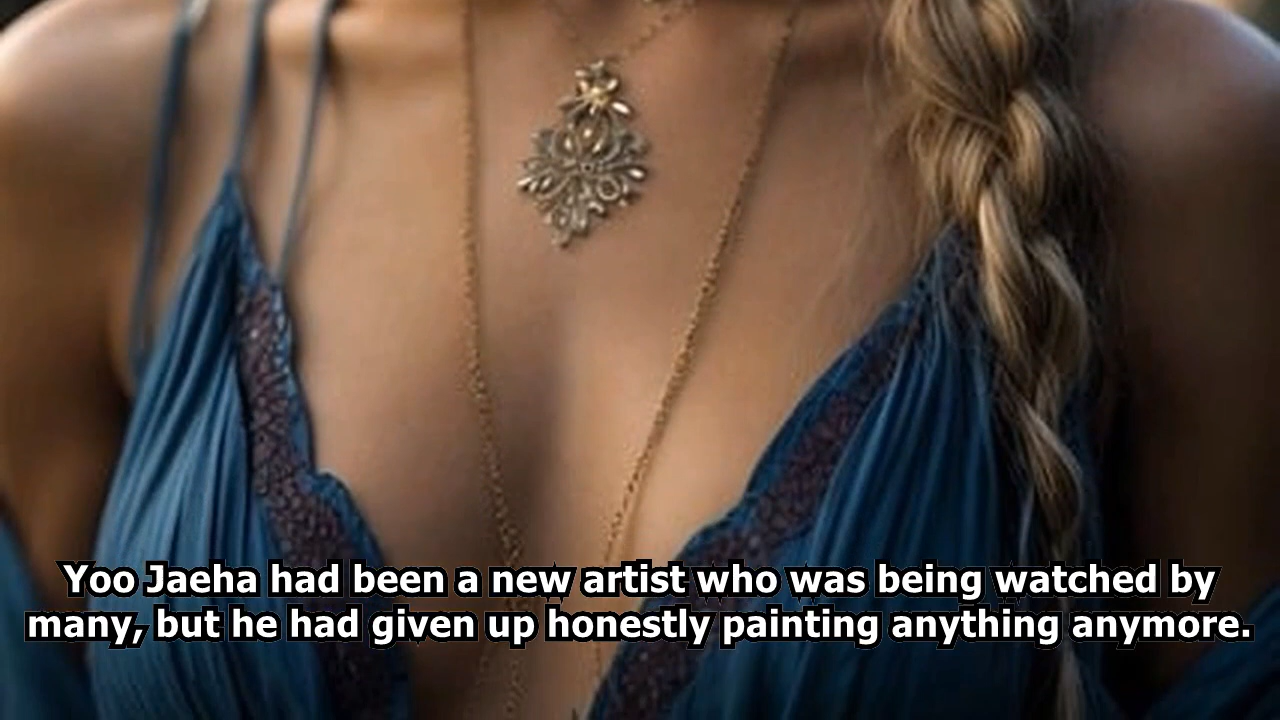 Yoo Jaeha had been a new artist who was being watched by
many, but he had given up honestly painting anything anymore.